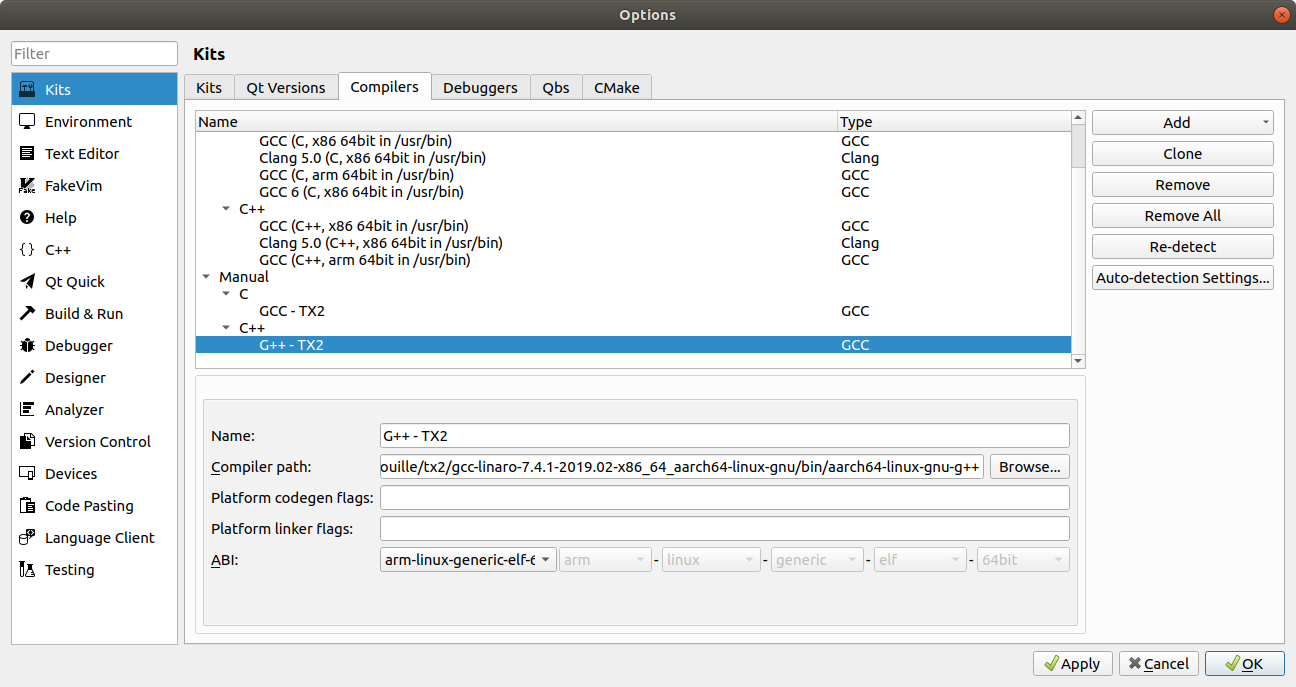 Options
Filter
Kits
Environment
Text Editor
FakeVim
Help
C++
Qt Quick
Build & Run
Debugger
Designer
Analyzer
Version Control
Devices
Code Pasting
Language Client
Testing
Kits
Kits Qt Versions Compilers Debuggers Qbs CMake
Name Type
GCC (C, x86 64bit in /usr/bin) GCC
Clang 5.0 (C, x86 64bit in /usr/bin) Clang
GCC (C, arm 64bit in /usr/bin) GCC
GCC 6 (C, x86 64bit in /usr/bin) GCC
C++
GCC (C++, x86 64bit in /usr/bin) GCC
Clang 5.0 (C++, x86 64bit in /usr/bin) Clang
GCC (C++, arm 64bit in /usr/bin) GCC
Manual
C
GCC - TX2 GCC
C++
G++ - TX2 GCC
Add
Clone
Remove
Remove All
Re-detect
Auto-detection Settings...
Name: G++ - TX2
Compiler path: ouille/tx2/gcc-linaro-7.4.1-2019.02-x86_64_aarch64-linux-gnu/bin/aarch64-linux-gnu-g++ Browse...
Platform codegen flags:
Platform linker flags:
ABI: arm-linux-generic-elf-6 arm - linux - generic - elf - 64bit
Apply Cancel OK